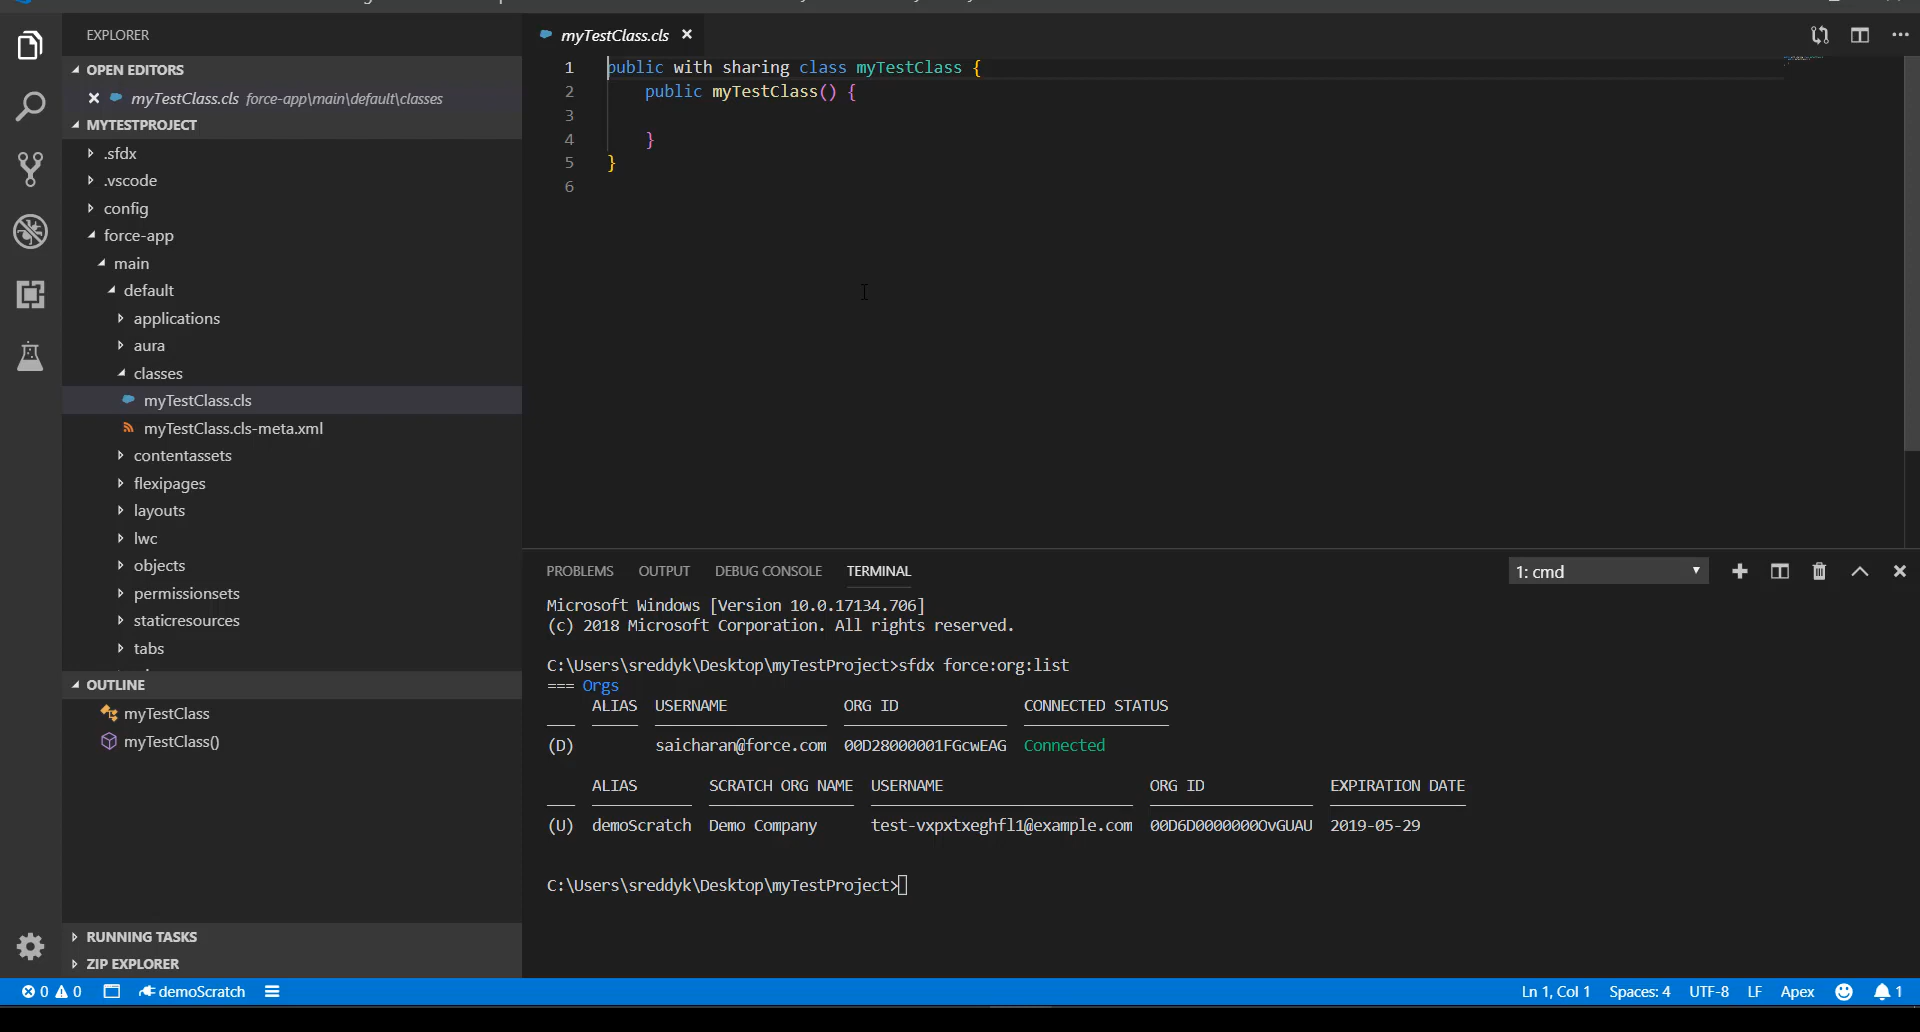 EXPLORER
OPEN EDITORS
myTestClass.cls force-app\main\default\classes
MYTESTPROJECT
.sfdx
.vscode
config
force-app
main
default
applications
aura
classes
myTestClass.cls
myTestClass.cls-meta.xml
contentassets
flexipages
layouts
lwc
objects
permissionsets
staticresources
tabs
OUTLINE
myTestClass
myTestClass()
RUNNING TASKS
ZIP EXPLORER
myTestClass.cls
1 public with sharing class myTestClass {
2 public myTestClass() {
3
4 }
5 }
6
PROBLEMS OUTPUT DEBUG CONSOLE TERMINAL 1: cmd
Microsoft Windows [Version 10.0.17134.706]
(c) 2018 Microsoft Corporation. All rights reserved.
C:\Users\sreddyk\Desktop\myTestProject>sfdx force:org:list
=== Orgs
ALIAS USERNAME ORG ID CONNECTED STATUS
(D) saicharan@force.com 00D28000001FGcwEAG Connected
ALIAS SCRATCH ORG NAME USERNAME ORG ID EXPIRATION DATE
(U) demoScratch Demo Company test-vxpxtxeghfl1@example.com 00D6D0000000OvGUAU 2019-05-29
C:\Users\sreddyk\Desktop\myTestProject>
0 0 demoScratch Ln 1, Col 1 Spaces: 4 UTF-8 LF Apex 1